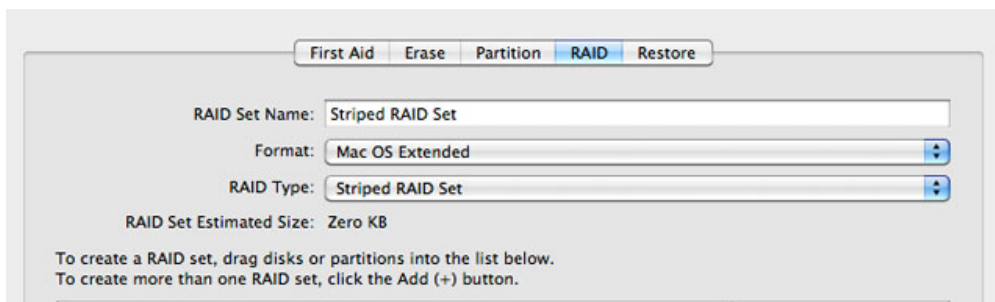 First Aid Erase Partition RAID Restore
RAID Set Name: Striped RAID Set
Format: Mac OS Extended
RAID Type: Striped RAID Set
RAID Set Estimated Size: Zero KB
To create a RAID set, drag disks or partitions into the list below.
To create more than one RAID set, click the Add (+) button.